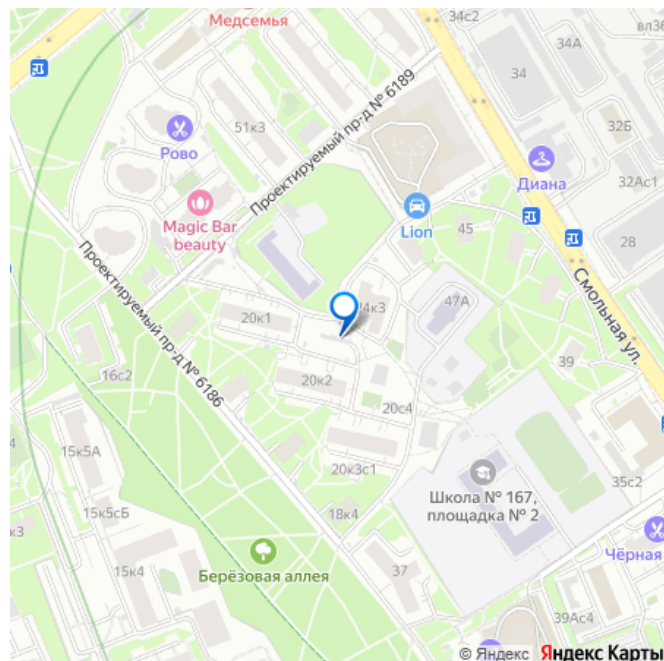 Медсемья
34с2
вл36
34А
34
32Б
51к3
Рово
Проектируемый пр-д № 6189
Диана
32Ас1
Magic Bar
beauty
Lion
45
28
Проектируемый пр-д № 6186
Смольная ул.
47А
20к1
39
16с2
20к2
20с4
15к5А
20к3с1
35с2
Школа № 167,
площадка № 2
15к5сБ
18к4
Чёрная
15к4
Берёзовая аллея
37
39Ас4
© Яндекс Яндекс Карты